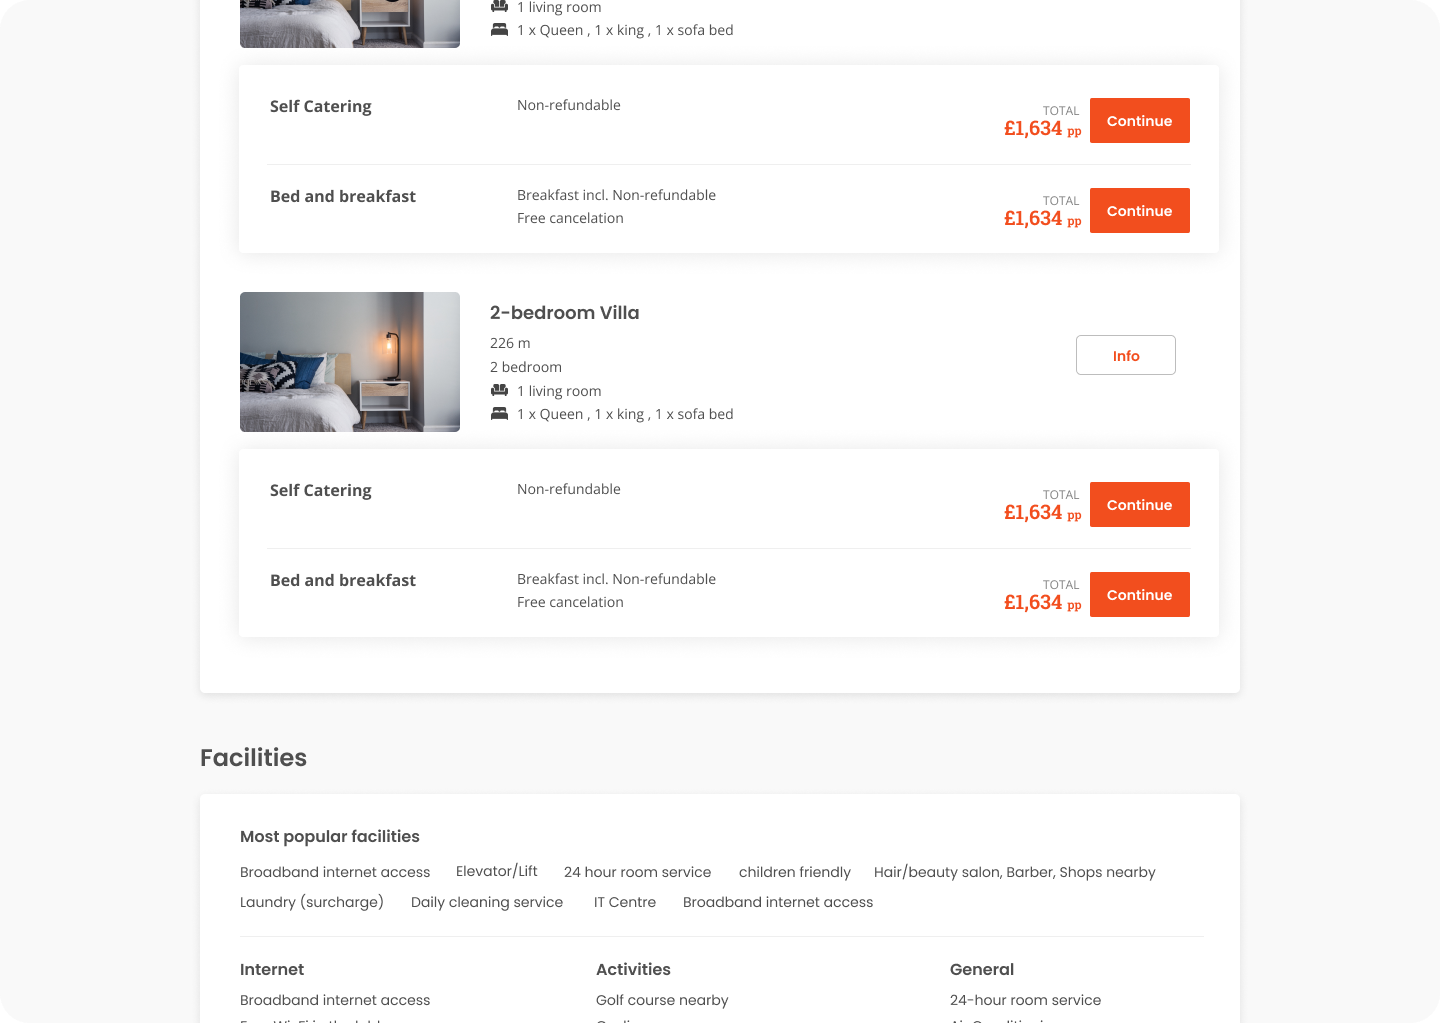 1 living room
1 x Queen , 1 x king , 1 x sofa bed
Self Catering
Non-refundable
TOTAL
£1,634 pp
Continue
Bed and breakfast
Breakfast incl. Non-refundable
Free cancelation
TOTAL
£1,634 pp
Continue
2-bedroom Villa
226 m
2 bedroom
1 living room
1 x Queen , 1 x king , 1 x sofa bed
Info
Self Catering
Non-refundable
TOTAL
£1,634 pp
Continue
Bed and breakfast
Breakfast incl. Non-refundable
Free cancelation
TOTAL
£1,634 pp
Continue
Facilities
Most popular facilities
Broadband internet access Elevator/Lift 24 hour room service children friendly Hair/beauty salon, Barber, Shops nearby
Laundry (surcharge) Daily cleaning service IT Centre Broadband internet access
Internet
Broadband internet access
Activities
Golf course nearby
General
24-hour room service